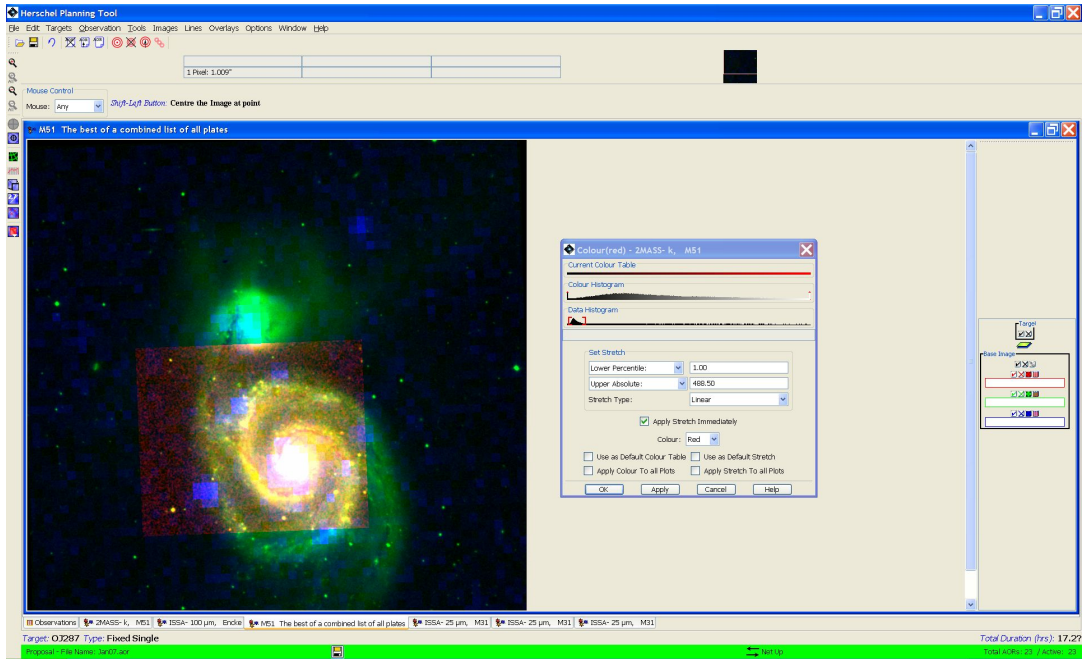 Herschel Planning Tool
File Edit Targets Observation Tools Images Lines Overlays Options Window Help
1 Pixel: 1.009"
Mouse Control
Mouse: Any Shift-Left Button: Centre the Image at point
M51 The best of a combined list of all plates
Colour(red) - 2MASS- k, M51
Current Colour Table
Colour Histogram
Data Histogram
Set Stretch
Lower Percentile: 1.00
Upper Absolute: 488.50
Stretch Type: Linear
Apply Stretch Immediately
Colour: Red
Use as Default Colour Table Use as Default Stretch
Apply Colour To all Plots Apply Stretch To all Plots
OK Apply Cancel Help
Target
Base Image
Observations 2MASS- k, M51 ISSA- 100 µm, Encke M51 The best of a combined list of all plates ISSA- 25 µm, M31 ISSA- 25 µm, M31 ISSA- 25 µm, M31
Target: OJ287 Type: Fixed Single Total Duration (hrs): 17.2?
Proposal - File Name: Jan07.aor Net Up Total AORs: 23 / Active: 23